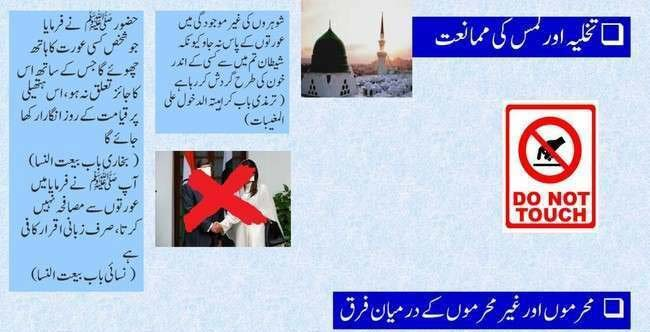 تخلیہ اور لمس کی ممانعت
شوہروں کی غیر موجودگی میں
عورتوں کے پاس نہ جاو کیونکہ
شیطان تم میں سے کسی کے اندر
خون کی طرح گردش کر رہا ہے
(ترمذی باب کراہیتہ الدخول علی
المغیبات)
حضور ﷺ نے فرمایا
جو شخص کسی عورت کا ہاتھ
چھوئے گا جس کے ساتھ اس
کا جائز تعلق نہ ہو، اس ہتھیلی
پر قیامت کے روز انگارا رکھا
جائے گا
(بخاری باب بیعت النسا)
آپ ﷺ نے فرمایا میں
عورتوں سے مصافحہ نہیں
کرتا، صرف زبانی اقرار کافی
ہے
(نسائی باب بیعت النسا)
DO NOT
TOUCH
محرموں اور غیر محرموں کے درمیان فرق